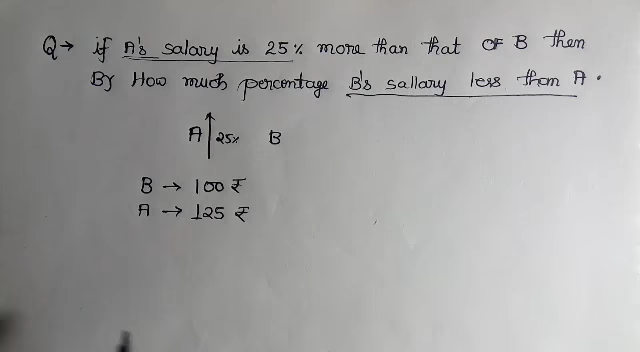 Q→ if A's salary is 25% more than that of B then
By How much percentage B's sallary less than A.
A↑25% B
B → 100 ₹
A → 125 ₹